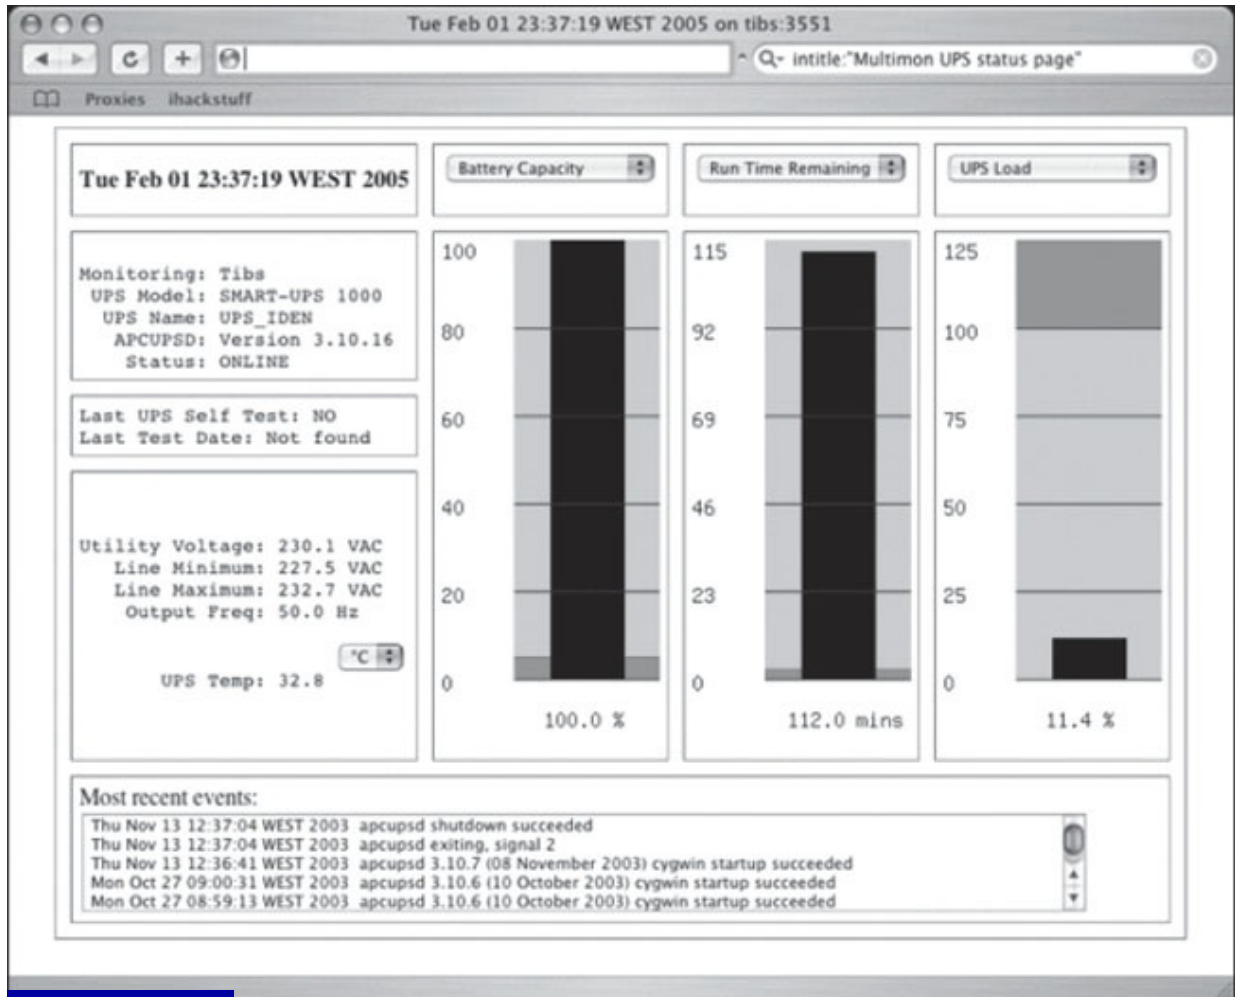 Tue Feb 01 23:37:19 WEST 2005 on tibs:3551
intitle:"Multimon UPS status page"
Proxies ihackstuff
Tue Feb 01 23:37:19 WEST 2005
Battery Capacity
Run Time Remaining
UPS Load
Monitoring: Tibs
UPS Model: SMART-UPS 1000
UPS Name: UPS_IDEN
APCUPSD: Version 3.10.16
Status: ONLINE
Last UPS Self Test: NO
Last Test Date: Not found
Utility Voltage: 230.1 VAC
Line Minimum: 227.5 VAC
Line Maximum: 232.7 VAC
Output Freq: 50.0 Hz
°C
UPS Temp: 32.8
100
80
60
40
20
0
100.0 %
115
92
69
46
23
0
112.0 mins
125
100
75
50
25
0
11.4 %
Most recent events:
Thu Nov 13 12:37:04 WEST 2003 apcupsd shutdown succeeded
Thu Nov 13 12:37:04 WEST 2003 apcupsd exiting, signal 2
Thu Nov 13 12:36:41 WEST 2003 apcupsd 3.10.7 (08 November 2003) cygwin startup succeeded
Mon Oct 27 09:00:31 WEST 2003 apcupsd 3.10.6 (10 October 2003) cygwin startup succeeded
Mon Oct 27 08:59:13 WEST 2003 apcupsd 3.10.6 (10 October 2003) cygwin startup succeeded